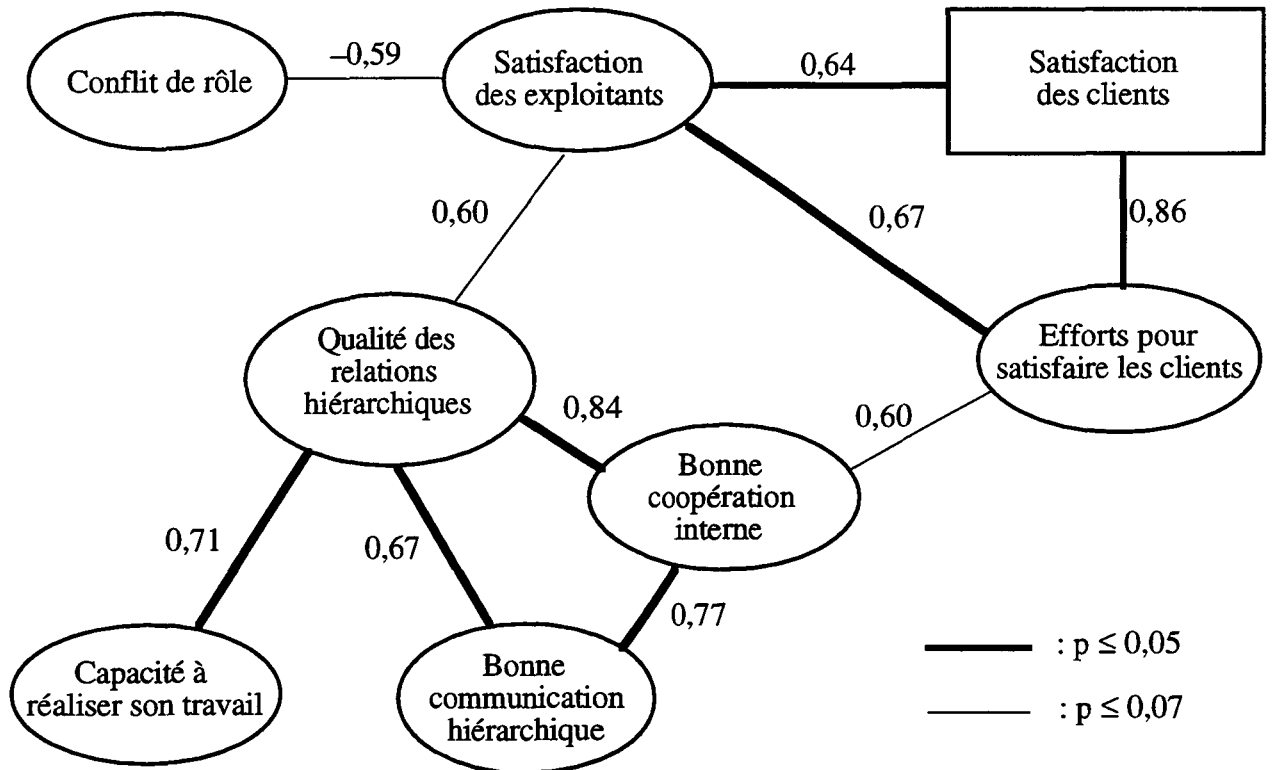 Conflit de rôle
–0,59
Satisfaction
des exploitants
0,64
Satisfaction
des clients
0,60
0,67
0,86
Qualité des
relations
hiérarchiques
Efforts pour
satisfaire les clients
0,84
0,60
Bonne
coopération
interne
0,71
0,67
0,77
Capacité à
réaliser son travail
Bonne
communication
hiérarchique
: p ≤ 0,05
: p ≤ 0,07